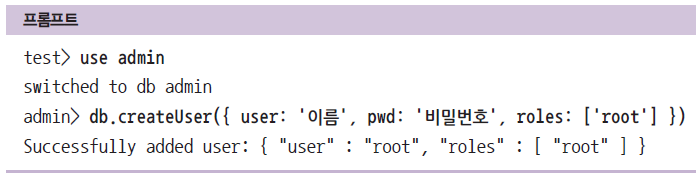 프롬프트
test> use admin
switched to db admin
admin> db.createUser({ user: '이름', pwd: '비밀번호', roles: ['root'] })
Successfully added user: { "user" : "root", "roles" : [ "root" ] }